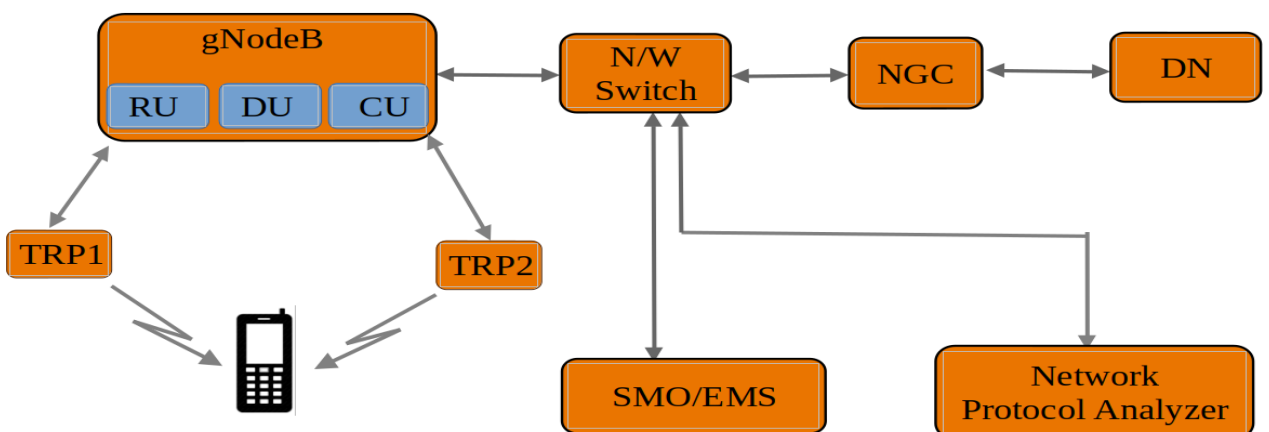 gNodeB
RU
DU
CU
N/W
Switch
NGC
DN
TRP1
TRP2
SMO/EMS
Network
Protocol Analyzer